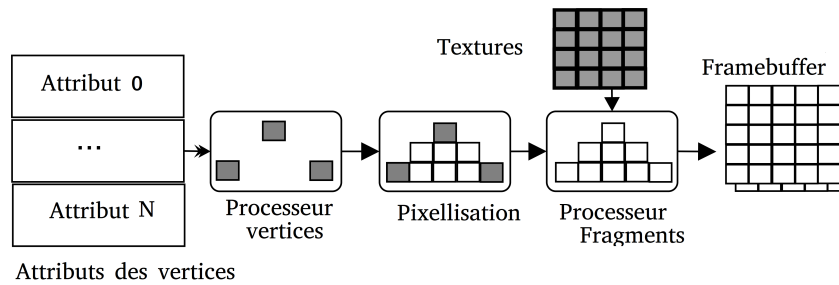 Textures
Framebuffer
Attribut 0
...
Attribut N
Processeur
vertices
Pixellisation
Processeur
Fragments
Attributs des vertices